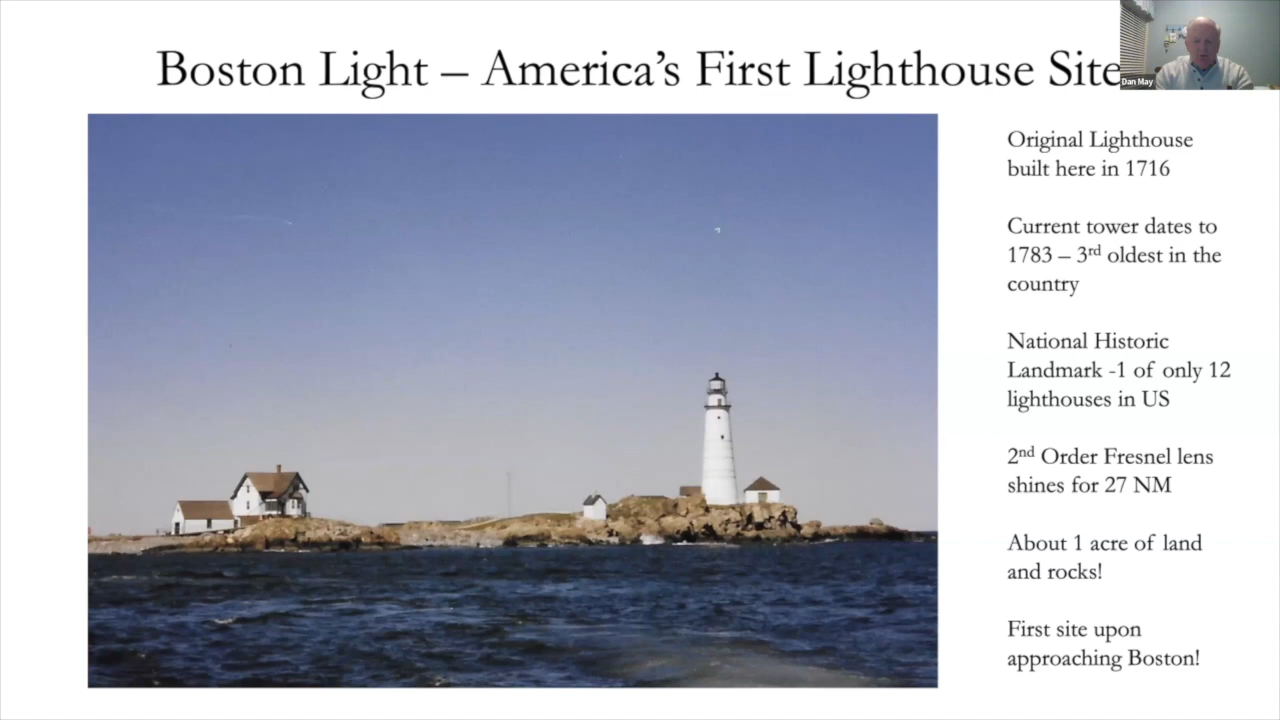 Boston Light – America's First Lighthouse Site
Dan May
Original Lighthouse
built here in 1716
Current tower dates to
1783 – 3rd oldest in the
country
National Historic
Landmark -1 of only 12
lighthouses in US
2nd Order Fresnel lens
shines for 27 NM
About 1 acre of land
and rocks!
First site upon
approaching Boston!